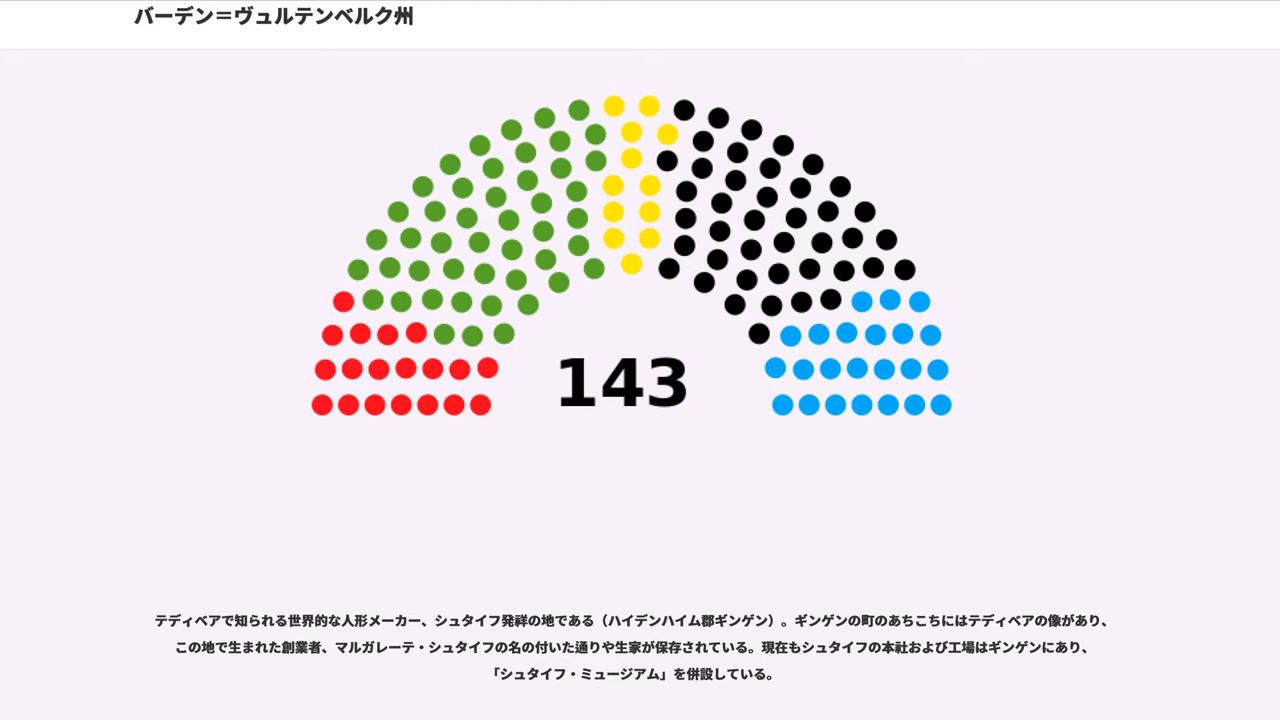 バーデン＝ヴュルテンベルク州
143
テディベアで知られる世界的な人形メーカー、シュタイフ発祥の地である（ハイデンハイム郡ギンゲン）。ギンゲンの町のあちこちにはテディベアの像があり、
この地で生まれた創業者、マルガレーテ・シュタイフの名の付いた通りや生家が保存されている。現在もシュタイフの本社および工場はギンゲンにあり、
「シュタイフ・ミュージアム」を併設している。